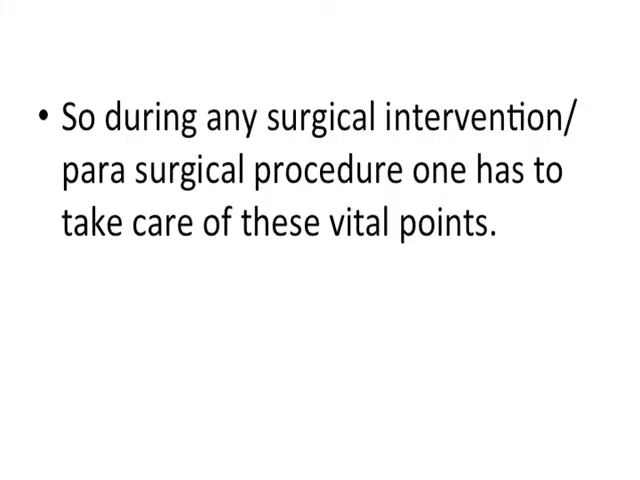 • So during any surgical intervention/
para surgical procedure one has to
take care of these vital points.